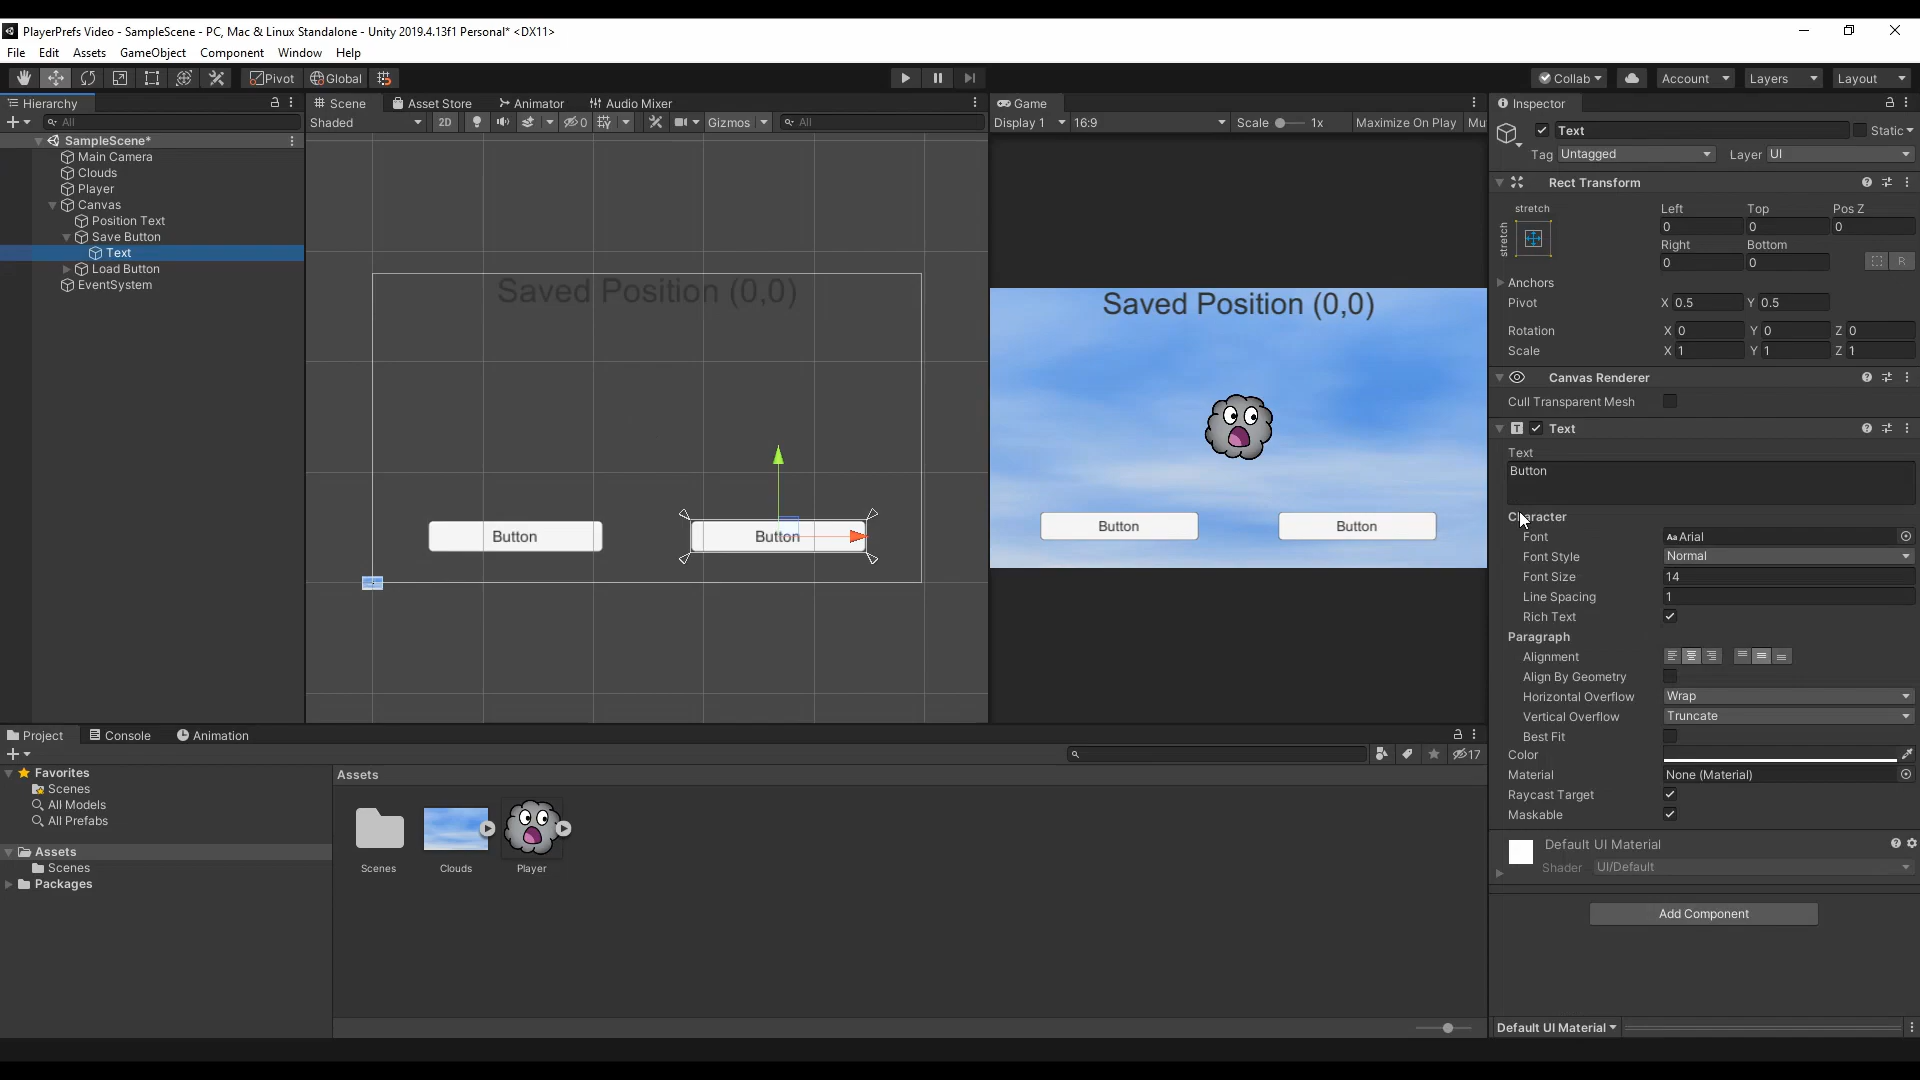 PlayerPrefs Video - SampleScene - PC, Mac & Linux Standalone - Unity 2019.4.13f1 Personal* <DX11>
File Edit Assets GameObject Component Window Help
Pivot Global Collab Account Layers Layout
Hierarchy
All
SampleScene*
Main Camera
Clouds
Player
Canvas
Position Text
Save Button
Text
Load Button
EventSystem
Scene Asset Store Animator Audio Mixer
Shaded 2D 0 Gizmos All
Saved Position (0,0)
Button Button
Game
Display 1 16:9 Scale 1x Maximize On Play Mu
Saved Position (0,0)
Button Button
Inspector
Text Static
Tag Untagged Layer UI
Rect Transform
stretch Left Top Pos Z
stretch 0 0 0
Right Bottom
0 0 R
Anchors
Pivot X 0.5 Y 0.5
Rotation X 0 Y 0 Z 0
Scale X 1 Y 1 Z 1
Canvas Renderer
Cull Transparent Mesh
T Text
Text
Button
Character
Font Aa Arial
Font Style Normal
Font Size 14
Line Spacing 1
Rich Text
Paragraph
Alignment
Align By Geometry
Horizontal Overflow Wrap
Vertical Overflow Truncate
Best Fit
Color
Material None (Material)
Raycast Target
Maskable
Default UI Material
Shader UI/Default
Add Component
Default UI Material
Project Console Animation
17
Favorites
Scenes
All Models
All Prefabs
Assets
Scenes
Packages
Assets
Scenes Clouds Player